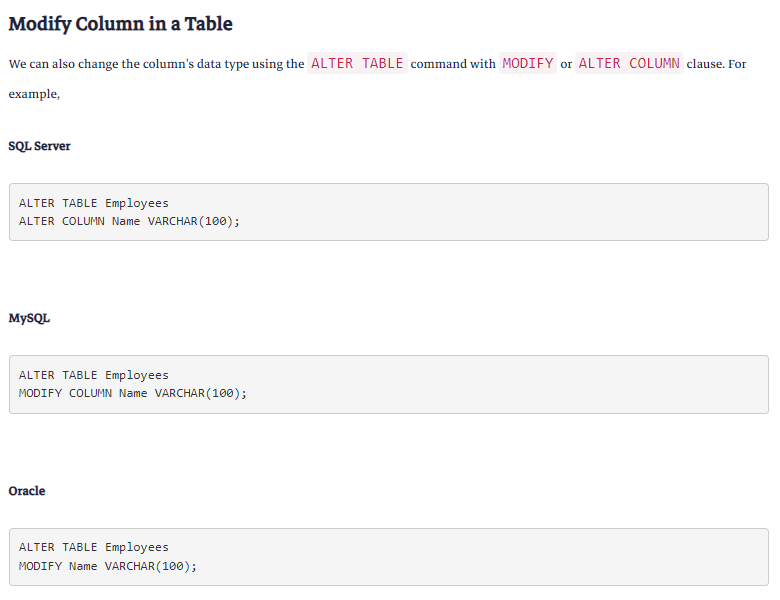 Modify Column in a Table
We can also change the column's data type using the ALTER TABLE command with MODIFY or ALTER COLUMN clause. For
example,
SQL Server
ALTER TABLE Employees
ALTER COLUMN Name VARCHAR(100);
MySQL
ALTER TABLE Employees
MODIFY COLUMN Name VARCHAR(100);
Oracle
ALTER TABLE Employees
MODIFY Name VARCHAR(100);